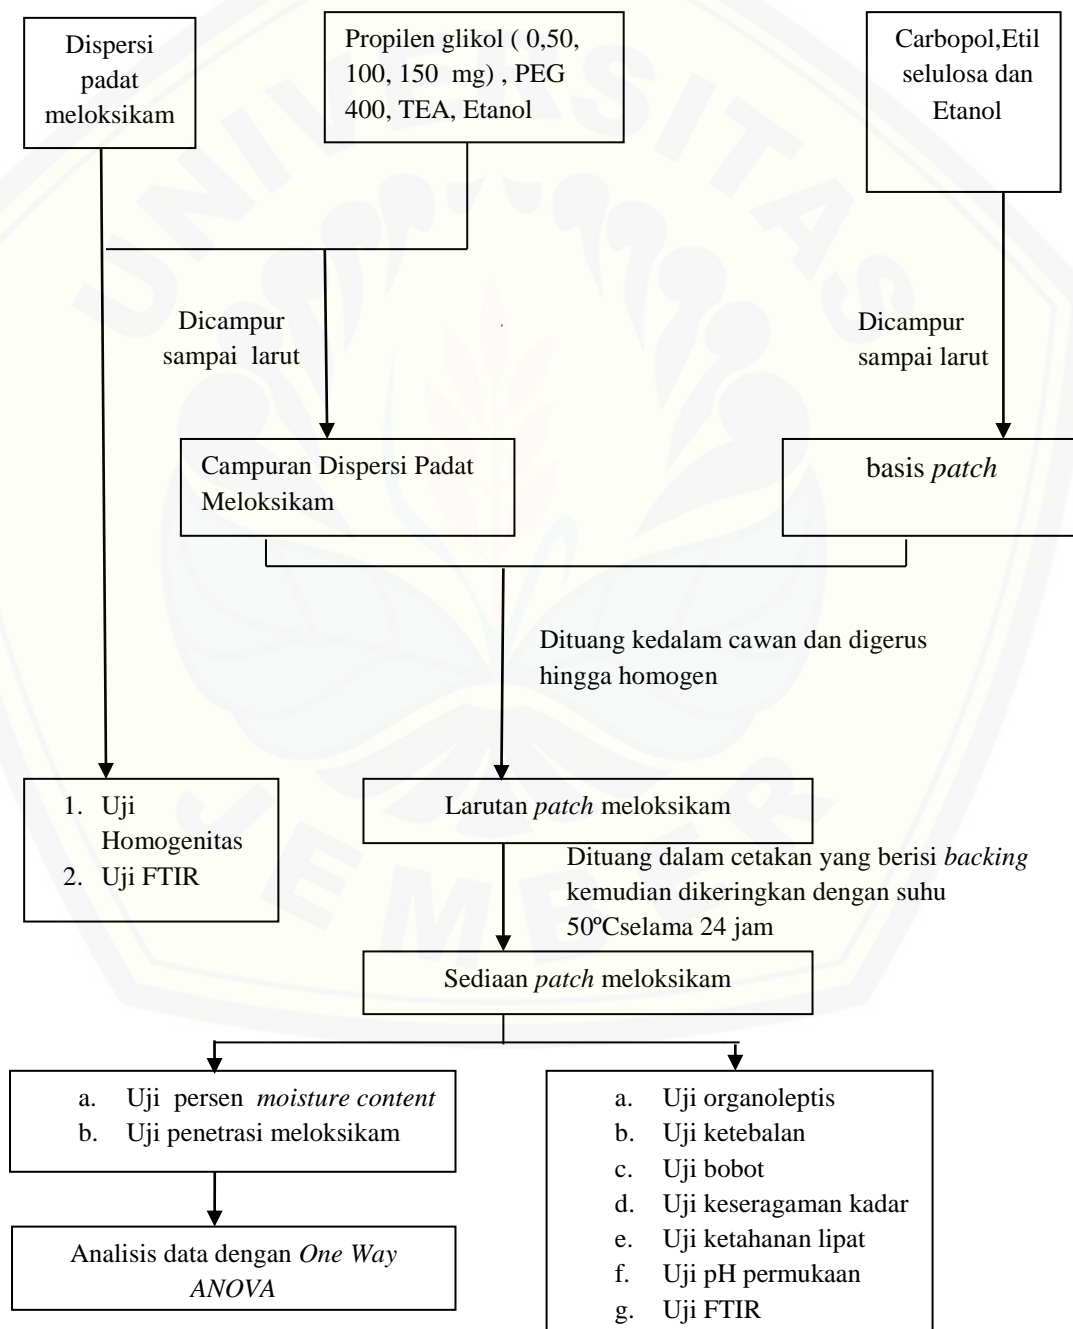 Dispersi
padat
meloksikam
Propilen glikol ( 0,50,
100, 150 mg) , PEG
400, TEA, Etanol
Carbopol,Etil
selulosa dan
Etanol
Dicampur
sampai larut
Dicampur
sampai larut
Campuran Dispersi Padat
Meloksikam
basis patch
Dituang kedalam cawan dan digerus
hingga homogen
1. Uji
Homogenitas
2. Uji FTIR
Larutan patch meloksikam
Dituang dalam cetakan yang berisi backing
kemudian dikeringkan dengan suhu
50ºCselama 24 jam
Sediaan patch meloksikam
a. Uji persen moisture content
b. Uji penetrasi meloksikam
a. Uji organoleptis
b. Uji ketebalan
c. Uji bobot
d. Uji keseragaman kadar
e. Uji ketahanan lipat
f. Uji pH permukaan
g. Uji FTIR
Analisis data dengan One Way
ANOVA
UNIVERSITAS
JEMBER